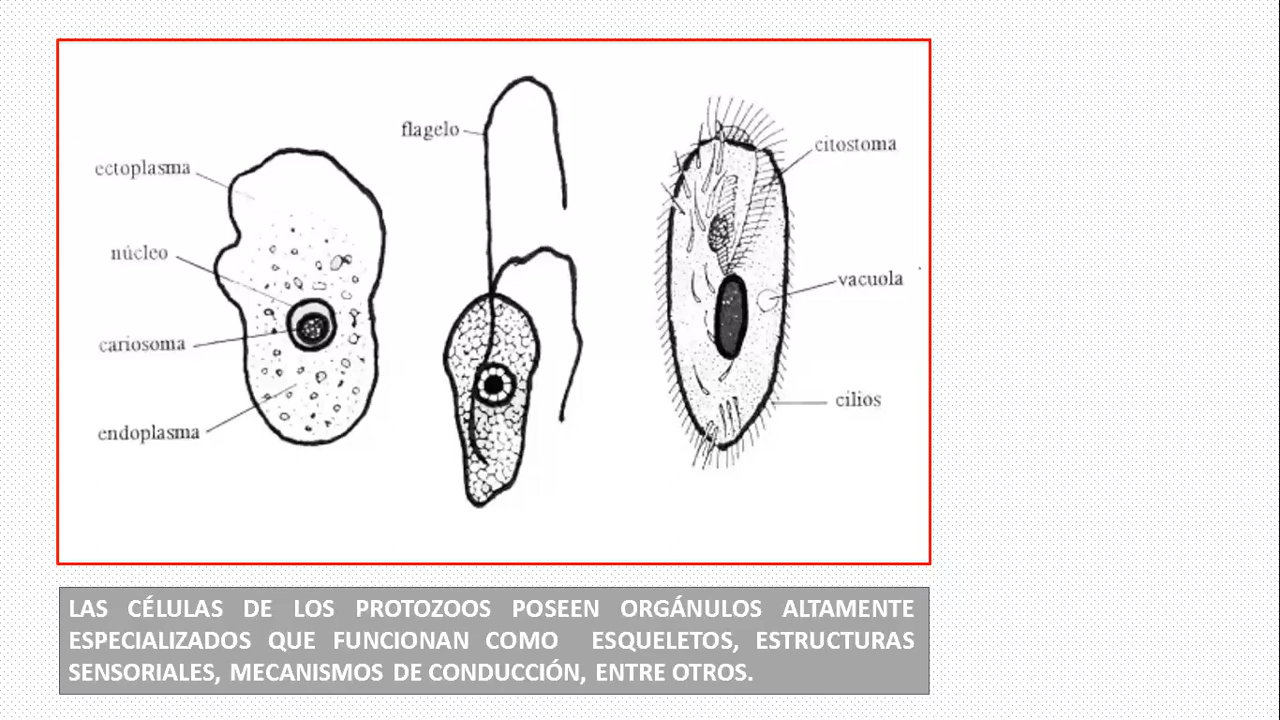 flagelo
citostoma
ectoplasma
núcleo
vacuola
cariosoma
cilios
endoplasma
LAS CÉLULAS DE LOS PROTOZOOS POSEEN ORGÁNULOS ALTAMENTE
ESPECIALIZADOS QUE FUNCIONAN COMO ESQUELETOS, ESTRUCTURAS
SENSORIALES, MECANISMOS DE CONDUCCIÓN, ENTRE OTROS.